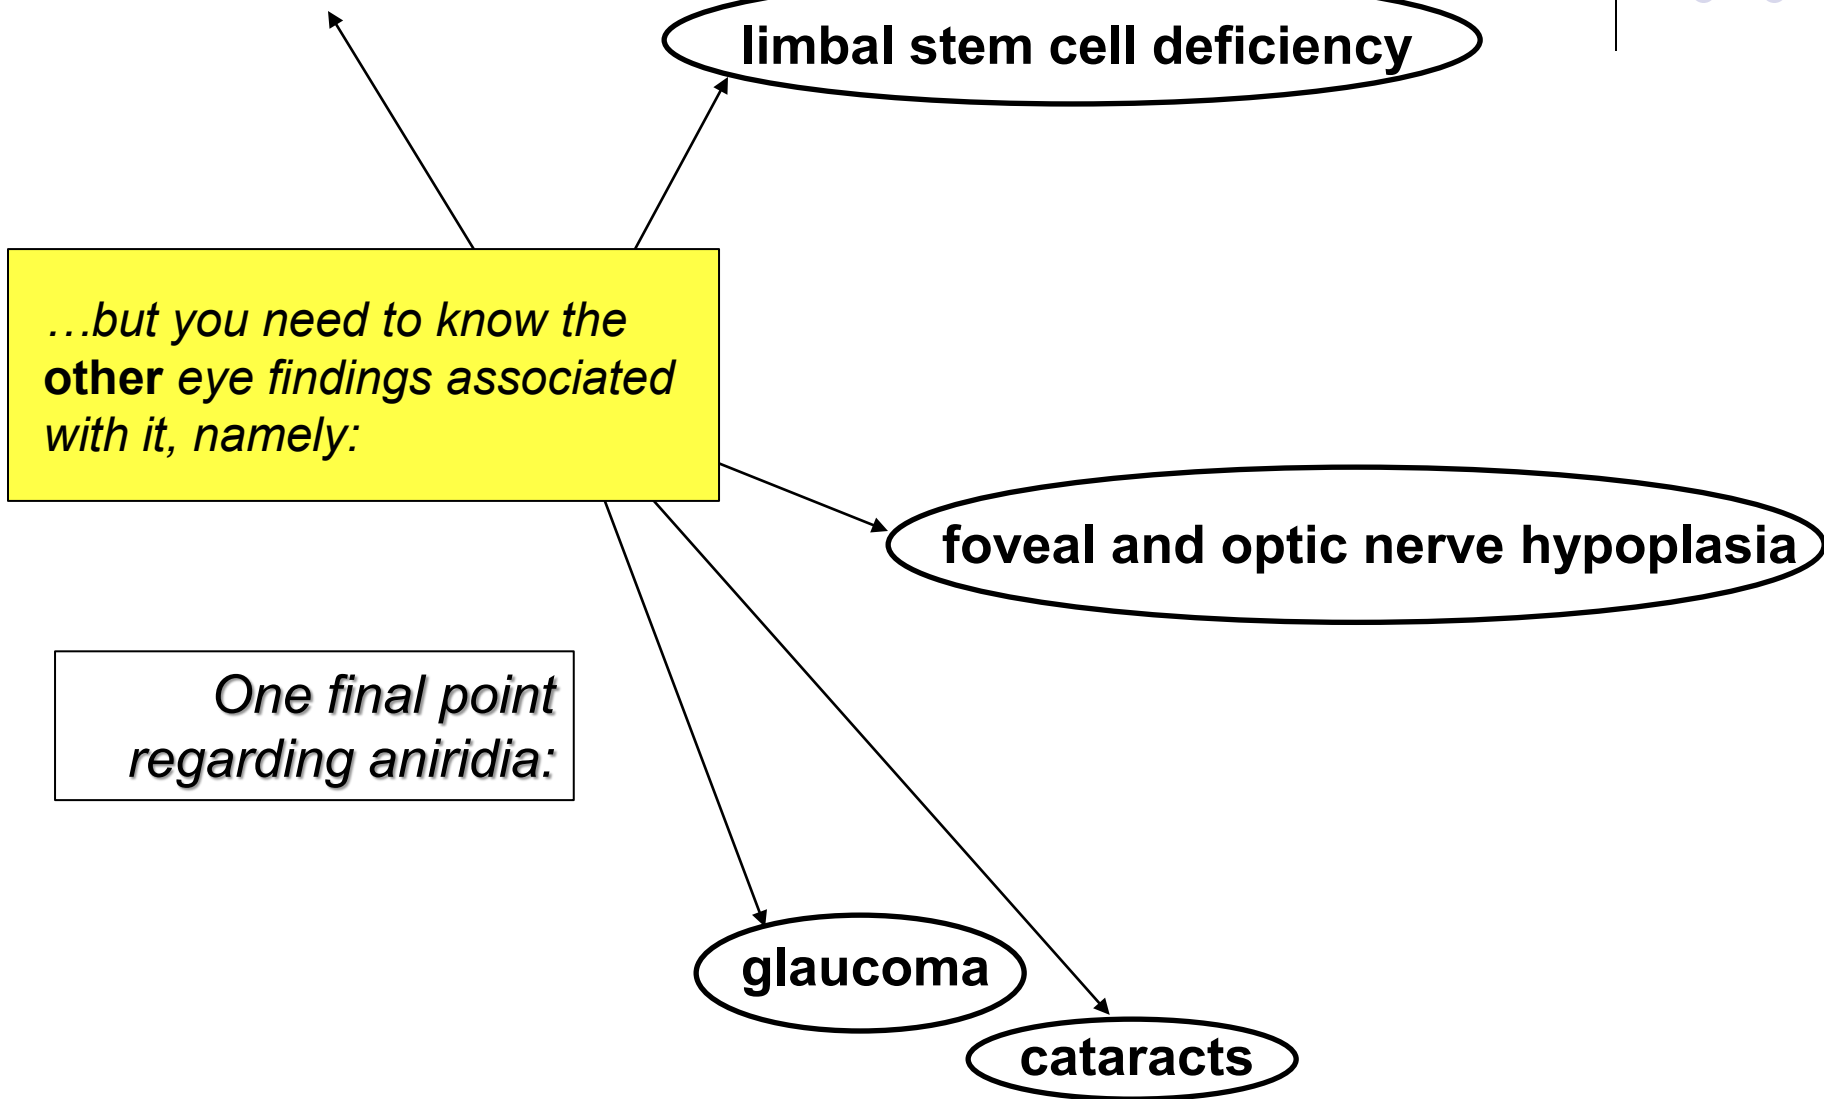 limbal stem cell deficiency
…but you need to know the
other eye findings associated
with it, namely:
foveal and optic nerve hypoplasia
One final point
regarding aniridia:
glaucoma
cataracts